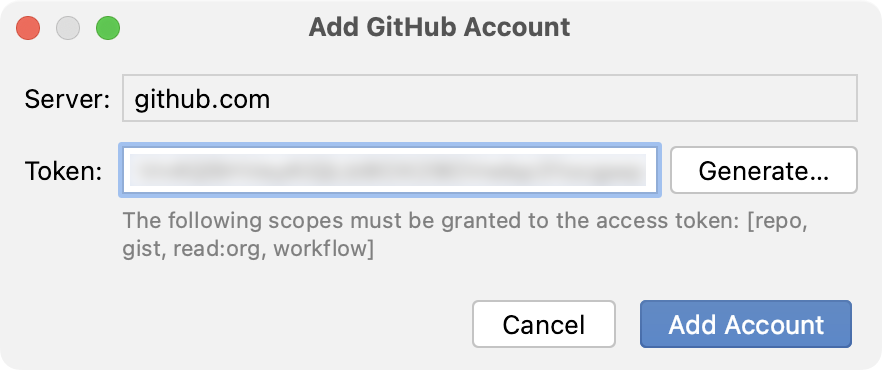 Add GitHub Account
Server: github.com
Token: Generate...
The following scopes must be granted to the access token: [repo,
gist, read:org, workflow]
Cancel Add Account